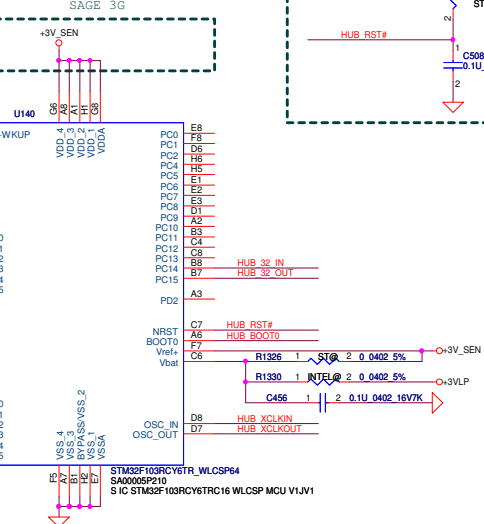 SAGE 3G
+3V_SEN
ST
2
HUB_RST#
1
C508
0.1U_
2
U140
G6 A8 A1 H1 G8
-WKUP
VDD_4 VDD_3 VDD_2 VDD_1 VDDA
PC0 E8
PC1 F8
PC2 D6
PC4 H6
PC5 H5
PC6 E1
PC7 E2
PC8 E3
PC9 D1
PC10 A2
PC11 B3
PC12 C4
PC13 C8
PC14 B8 HUB_32_IN
PC15 B7 HUB_32_OUT
PD2 A3
NRST C7 HUB_RST#
BOOT0 A6 HUB_BOOT0
Vref+ F7
+3V_SEN
Vbat C6
R1326 1 ST@ 2 0_0402_5%
R1330 1 INTEL@ 2 0_0402_5% +3VLP
C456 1 2 0.1U_0402_16V7K
OSC_IN D8 HUB_XCLKIN
OSC_OUT D7 HUB_XCLKOUT
VSS_4 VSS_3 BYPASS/VSS_2 VSS_1 VSSA
F5 A7 B1 H2 E7
STM32F103RCY6TR_WLCSP64
SA00005P210
S IC STM32F103RCY6TRC16 WLCSP MCU V1JV1